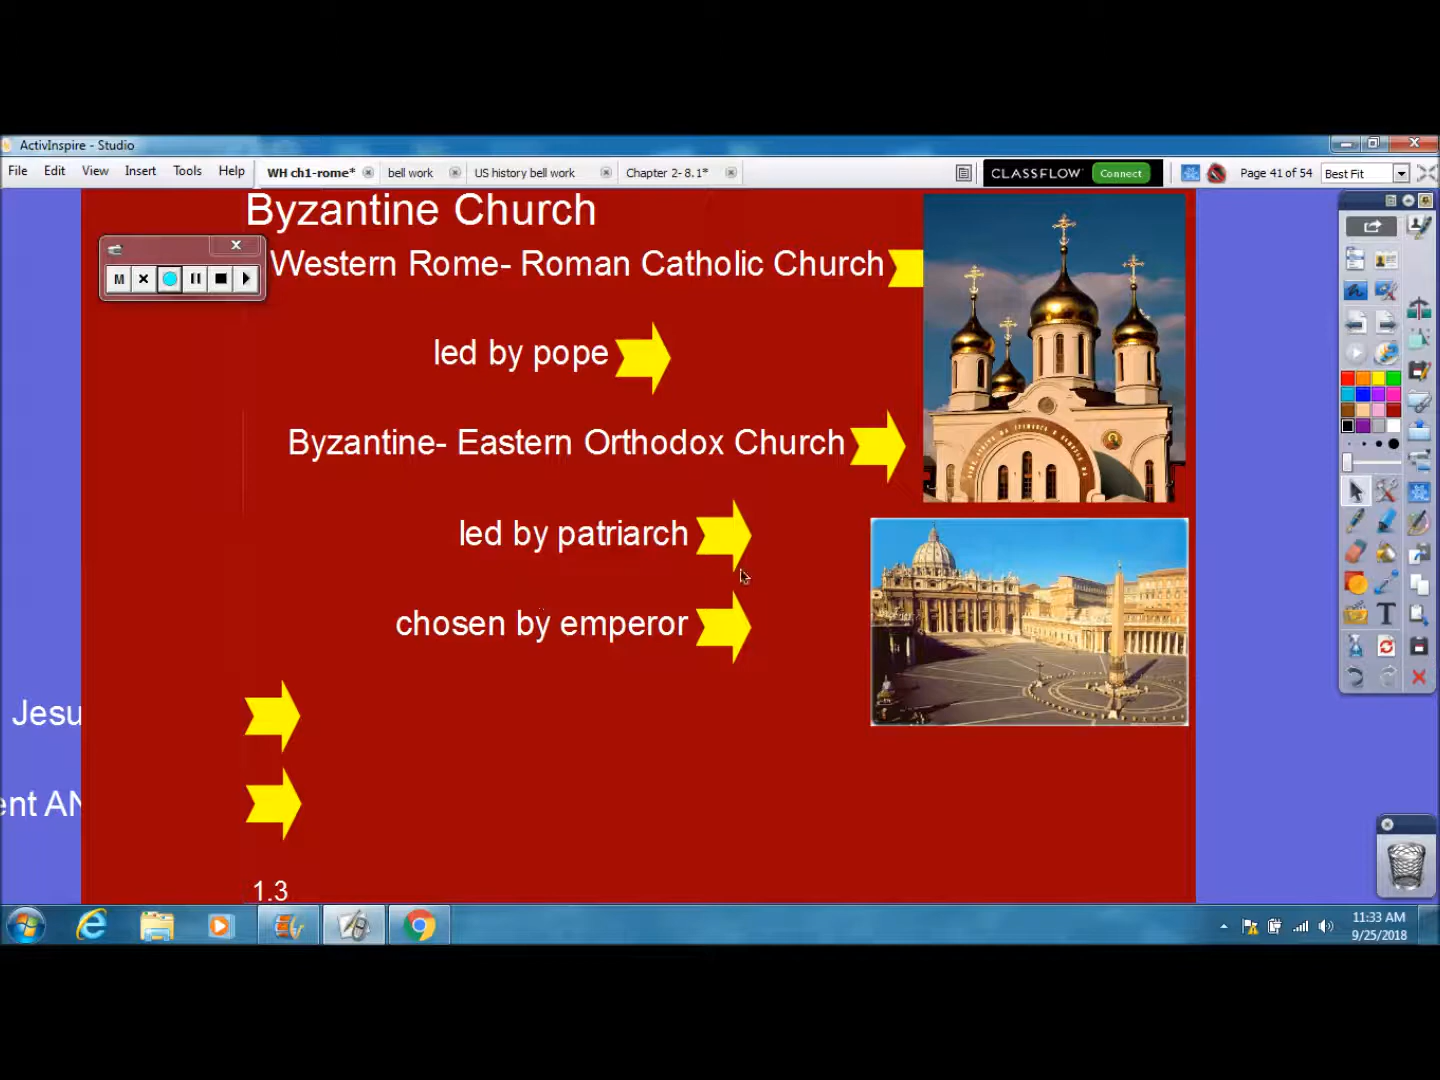 ActivInspire - Studio
File Edit View Insert Tools Help
WH ch1-rome* bell work US history bell work Chapter 2- 8.1*
CLASSFLOW Connect
Page 41 of 54 Best Fit
Byzantine Church
M
Western Rome- Roman Catholic Church
led by pope
Byzantine- Eastern Orthodox Church
led by patriarch
chosen by emperor
Jesu
ent AN
1.3
11:33 AM
9/25/2018